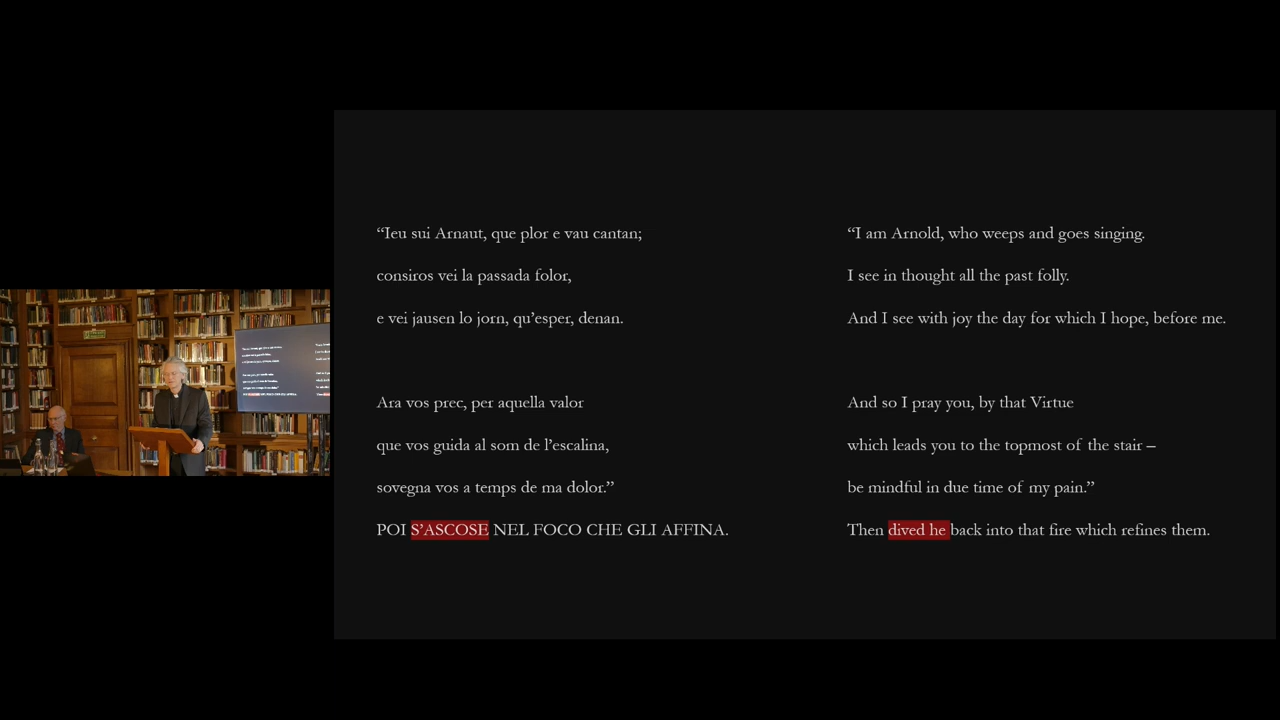 “Ieu sui Arnaut, que plor e vau cantan;
consiros vei la passada folor,
e vei jausen lo jorn, qu’esper, denan.
Ara vos prec, per aquella valor
que vos guida al som de l’escalina,
sovegna vos a temps de ma dolor.”
POI S’ASCOSE NEL FOCO CHE GLI AFFINA.
“I am Arnold, who weeps and goes singing.
I see in thought all the past folly.
And I see with joy the day for which I hope, before me.
And so I pray you, by that Virtue
which leads you to the topmost of the stair –
be mindful in due time of my pain.”
Then dived he back into that fire which refines them.